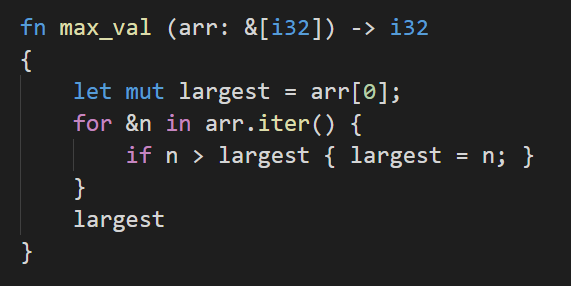 fn max_val (arr: &[i32]) -> i32
{
    let mut largest = arr[0];
    for &n in arr.iter() {
        if n > largest { largest = n; }
    }
    largest
}